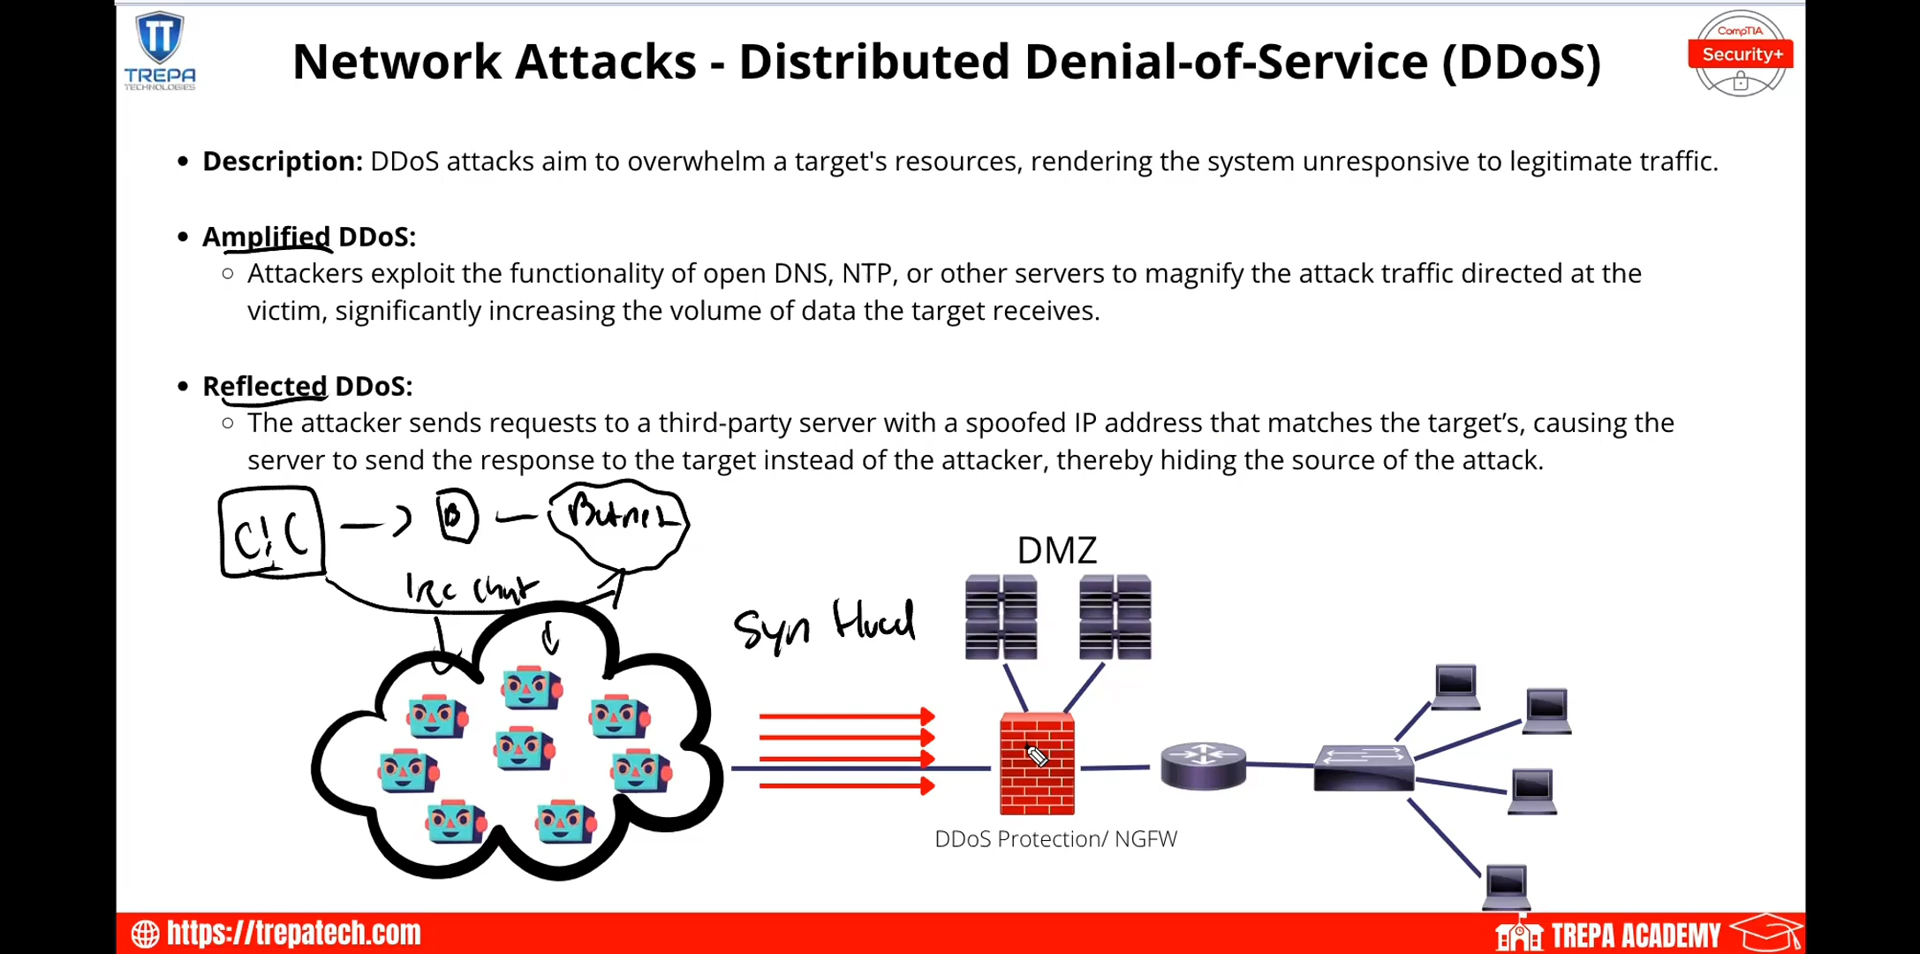 TT
TREPA
TECHNOLOGIES
Network Attacks - Distributed Denial-of-Service (DDoS)
CompTIA
Security+
• Description: DDoS attacks aim to overwhelm a target's resources, rendering the system unresponsive to legitimate traffic.
• Amplified DDoS:
○ Attackers exploit the functionality of open DNS, NTP, or other servers to magnify the attack traffic directed at the
victim, significantly increasing the volume of data the target receives.
• Reflected DDoS:
○ The attacker sends requests to a third-party server with a spoofed IP address that matches the target’s, causing the
server to send the response to the target instead of the attacker, thereby hiding the source of the attack.
B
Botnet
IRC Chat
DMZ
Syn Flood
DDoS Protection/ NGFW
https://trepatech.com
TREPA ACADEMY